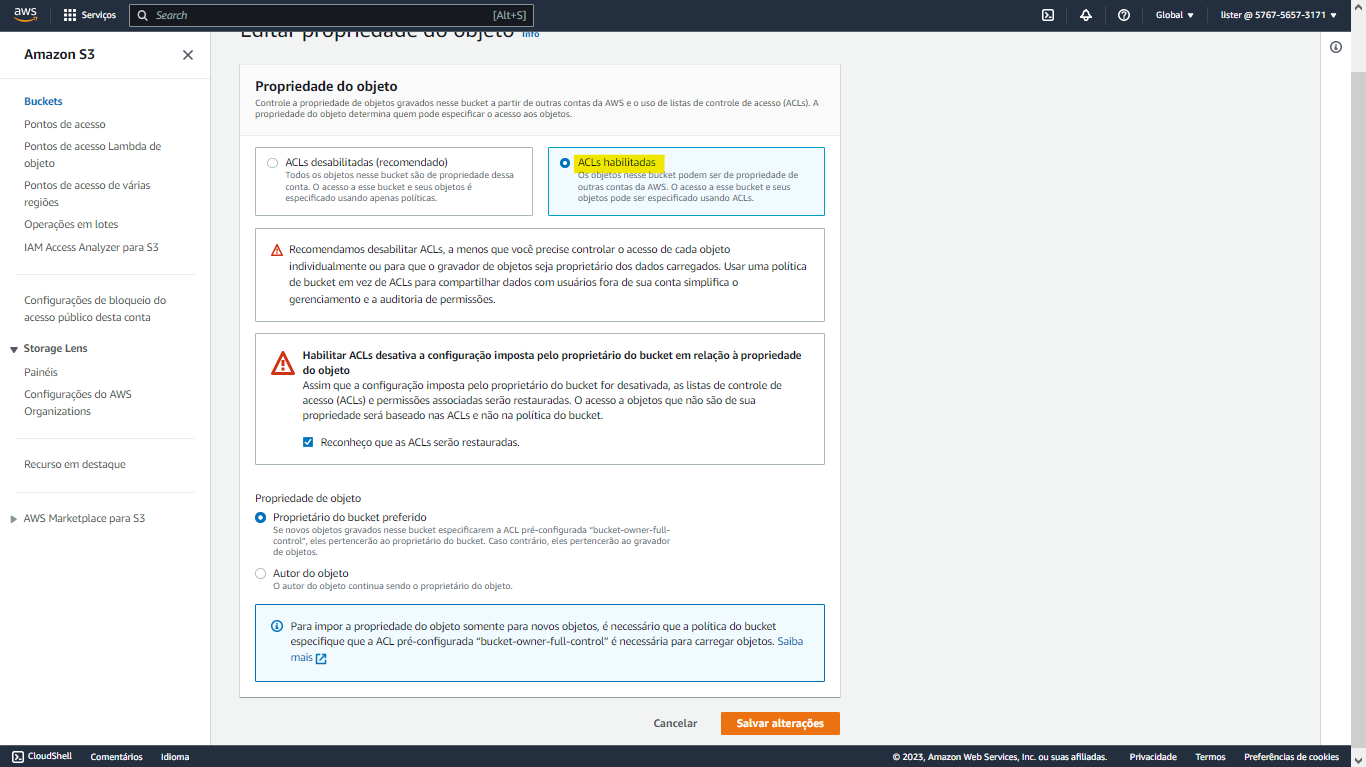 aws
Serviços
Search
[Alt+S]
Global
lister @ 5767-5657-3171
Amazon S3
Buckets
Pontos de acesso
Pontos de acesso Lambda de
objeto
Pontos de acesso de várias
regiões
Operações em lotes
IAM Access Analyzer para S3
Configurações de bloqueio do
acesso público desta conta
Storage Lens
Painéis
Configurações do AWS
Organizations
Recurso em destaque
AWS Marketplace para S3
Editar propriedade do objeto Info
Propriedade do objeto
Controle a propriedade de objetos gravados nesse bucket a partir de outras contas da AWS e o uso de listas de controle de acesso (ACLs). A
propriedade do objeto determina quem pode especificar o acesso aos objetos.
ACLs desabilitadas (recomendado)
Todos os objetos nesse bucket são de propriedade dessa
conta. O acesso a esse bucket e seus objetos é
especificado usando apenas políticas.
ACLs habilitadas
Os objetos nesse bucket podem ser de propriedade de
outras contas da AWS. O acesso a esse bucket e seus
objetos pode ser especificado usando ACLs.
Recomendamos desabilitar ACLs, a menos que você precise controlar o acesso de cada objeto
individualmente ou para que o gravador de objetos seja proprietário dos dados carregados. Usar uma política
de bucket em vez de ACLs para compartilhar dados com usuários fora de sua conta simplifica o
gerenciamento e a auditoria de permissões.
Habilitar ACLs desativa a configuração imposta pelo proprietário do bucket em relação à propriedade
do objeto
Assim que a configuração imposta pelo proprietário do bucket for desativada, as listas de controle de
acesso (ACLs) e permissões associadas serão restauradas. O acesso a objetos que não são de sua
propriedade será baseado nas ACLs e não na política do bucket.
Reconheço que as ACLs serão restauradas.
Propriedade de objeto
Proprietário do bucket preferido
Se novos objetos gravados nesse bucket especificarem a ACL pré-configurada “bucket-owner-full-
control”, eles pertencerão ao proprietário do bucket. Caso contrário, eles pertencerão ao gravador
de objetos.
Autor do objeto
O autor do objeto continua sendo o proprietário do objeto.
Para impor a propriedade do objeto somente para novos objetos, é necessário que a política do bucket
especifique que a ACL pré-configurada “bucket-owner-full-control” é necessária para carregar objetos. Saiba
mais
Cancelar
Salvar alterações
CloudShell
Comentários
Idioma
© 2023, Amazon Web Services, Inc. ou suas afiliadas.
Privacidade
Termos
Preferências de cookies